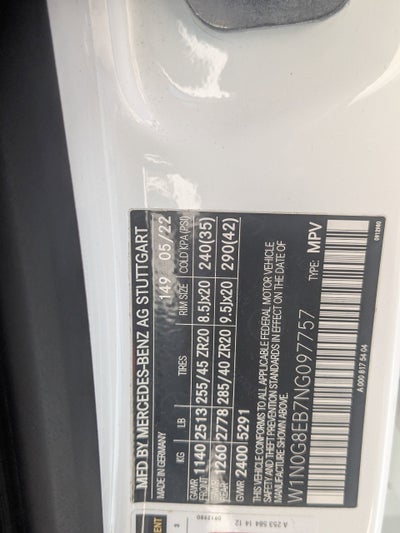 MFD BY MERCEDES-BENZ AG STUTTGART
MADE IN GERMANY 149 05/22
KG LB TIRES RIM SIZE COLD KPA (PSI)
GAWR FRONT 1140 2513 255/45 ZR20 8.5Jx20 240(35)
GAWR REAR 1260 2778 285/40 ZR20 9.5Jx20 290(42)
GVWR 2400 5291
THIS VEHICLE CONFORMS TO ALL APPLICABLE FEDERAL MOTOR VEHICLE
SAFETY AND THEFT PREVENTION STANDARDS IN EFFECT ON THE DATE OF
MANUFACTURE SHOWN ABOVE.
W1N0G8EB7NG097757 TYPE: MPV
0912980
A 000 817 54 04
A 253 584 14 12
0912980